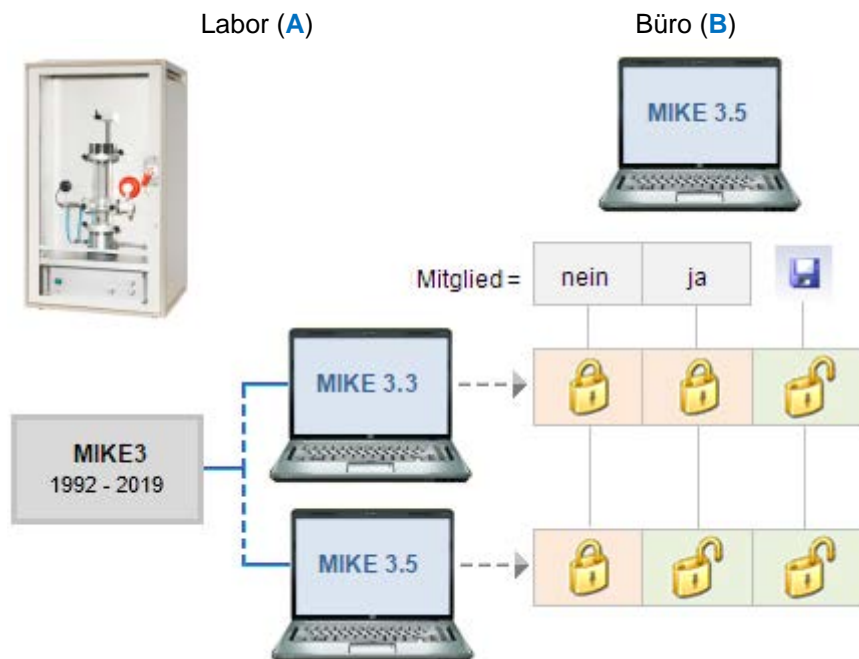 Labor (A)
Büro (B)
MIKE 3.5
Mitglied =
nein
ja
MIKE 3.3
MIKE3
1992 - 2019
MIKE 3.5